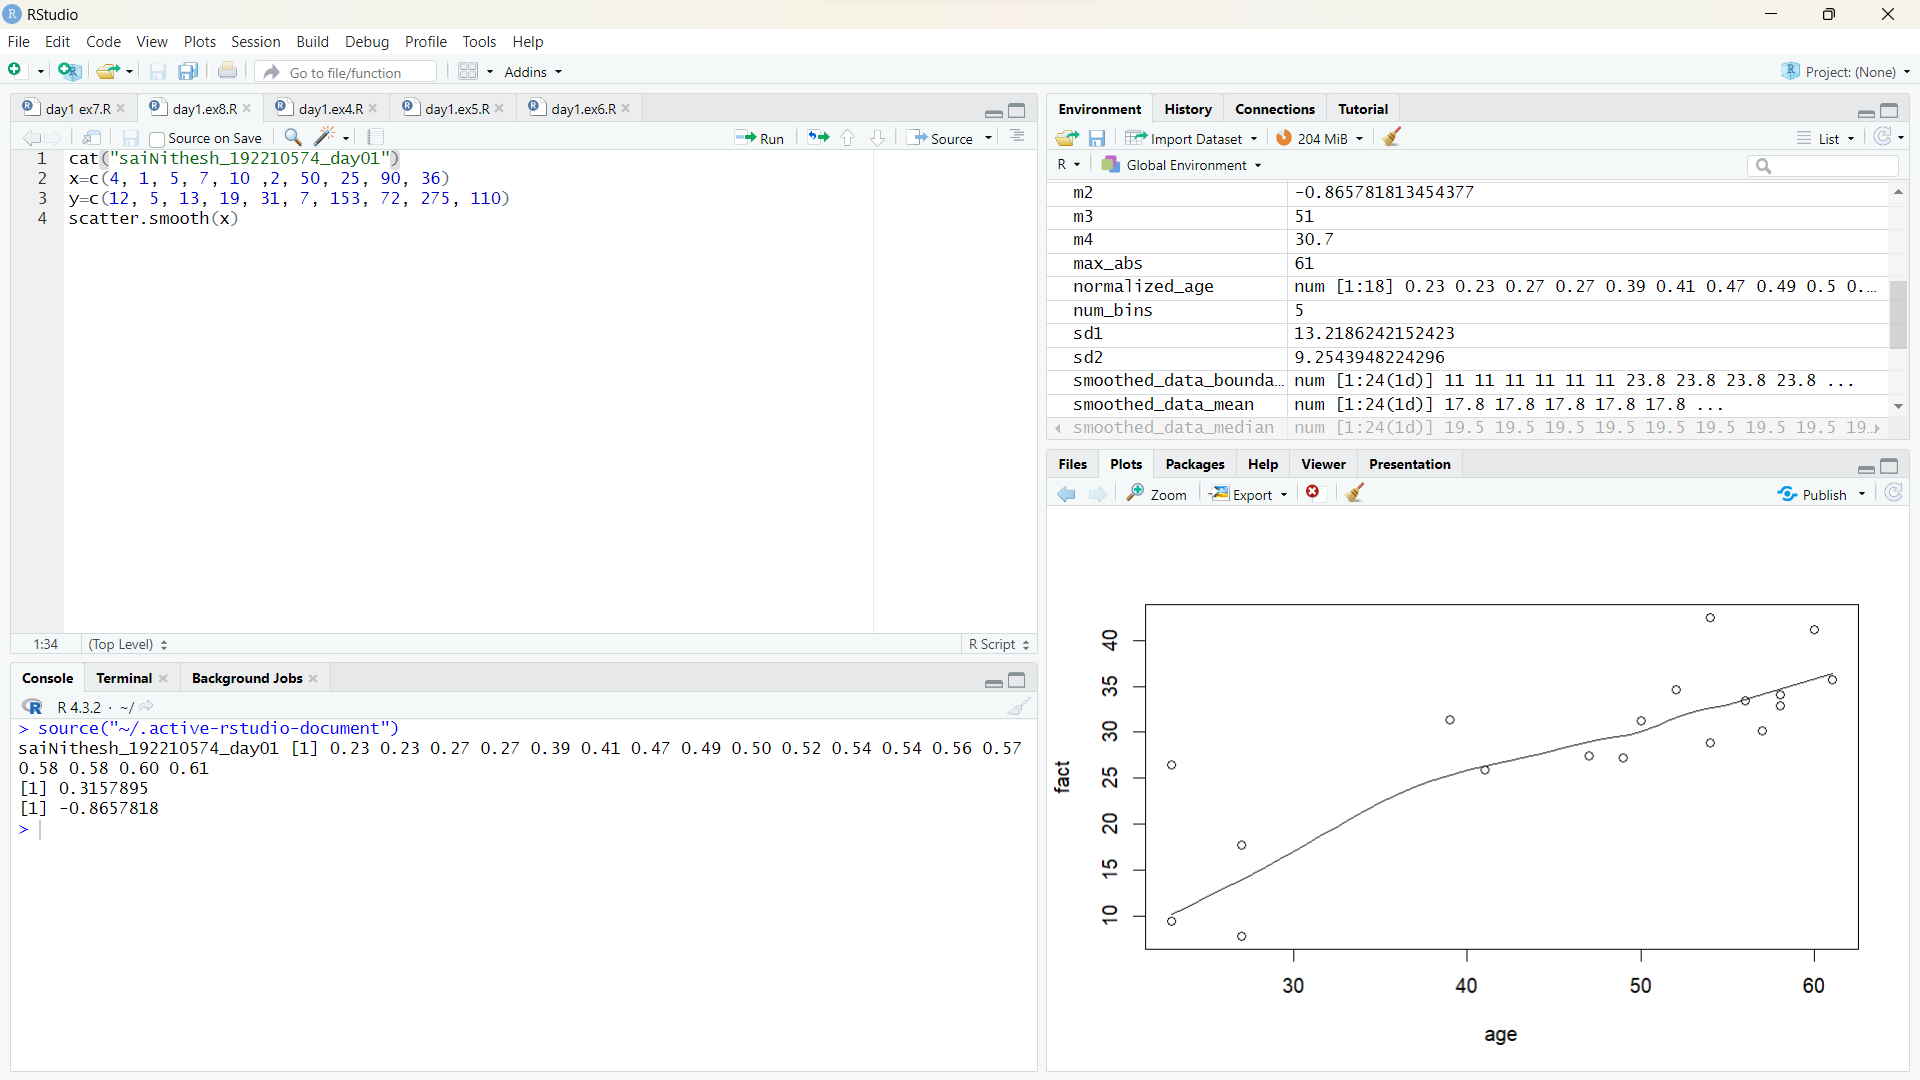 RStudio
File Edit Code View Plots Session Build Debug Profile Tools Help
Go to file/function Addins Project: (None)
day1 ex7.R day1.ex8.R day1.ex4.R day1.ex5.R day1.ex6.R
Source on Save Run Source
1 cat("saiNithesh_192210574_day01")
2 x=c(4, 1, 5, 7, 10 ,2, 50, 25, 90, 36)
3 y=c(12, 5, 13, 19, 31, 7, 153, 72, 275, 110)
4 scatter.smooth(x)
1:34 (Top Level) R Script
Console Terminal Background Jobs
R 4.3.2 · ~/
> source("~/.active-rstudio-document")
saiNithesh_192210574_day01 [1] 0.23 0.23 0.27 0.27 0.39 0.41 0.47 0.49 0.50 0.52 0.54 0.54 0.56 0.57
0.58 0.58 0.60 0.61
[1] 0.3157895
[1] -0.8657818
>
Environment History Connections Tutorial
Import Dataset 204 MiB List
R Global Environment
m2 -0.865781813454377
m3 51
m4 30.7
max_abs 61
normalized_age num [1:18] 0.23 0.23 0.27 0.27 0.39 0.41 0.47 0.49 0.5 0....
num_bins 5
sd1 13.2186242152423
sd2 9.2543948224296
smoothed_data_bounda... num [1:24(1d)] 11 11 11 11 11 11 23.8 23.8 23.8 23.8 ...
smoothed_data_mean num [1:24(1d)] 17.8 17.8 17.8 17.8 17.8 ...
smoothed_data_median num [1:24(1d)] 19.5 19.5 19.5 19.5 19.5 19.5 19.5 19.5 19..
Files Plots Packages Help Viewer Presentation
Zoom Export Publish
40
35
30
25
20
15
10
fact
30 40 50 60
age